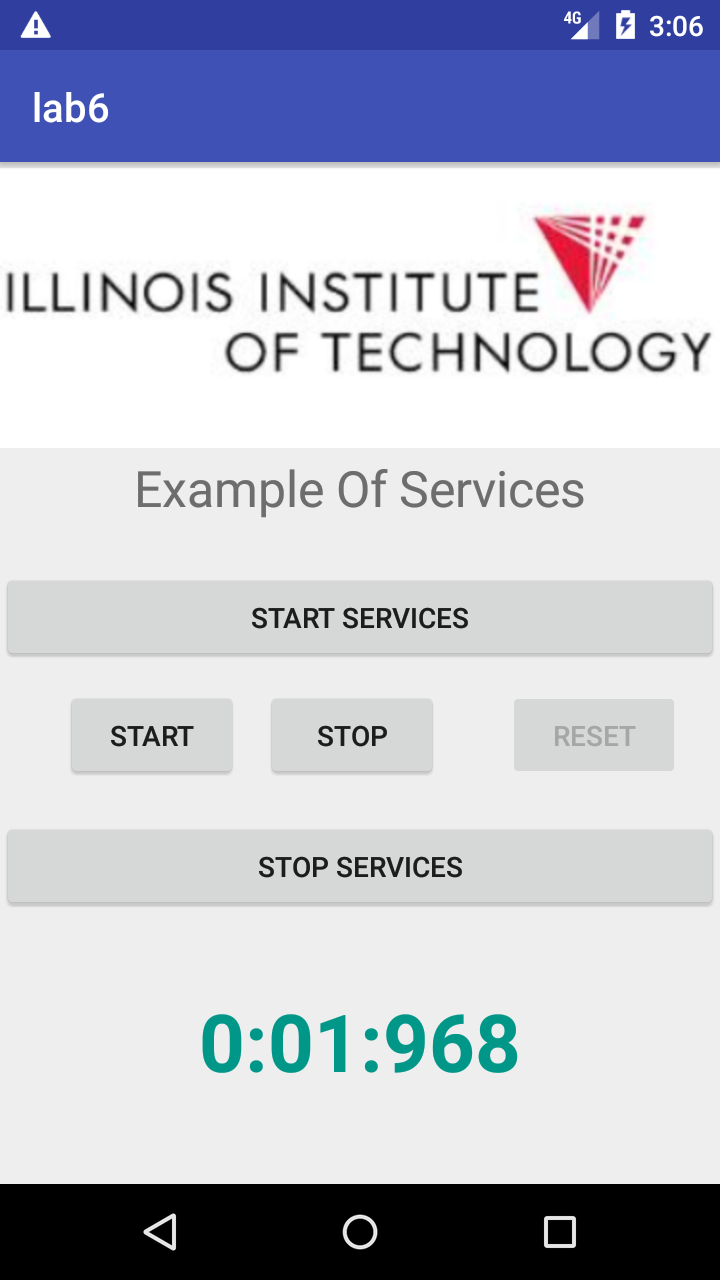 4G 3:06
lab6
ILLINOIS INSTITUTE
OF TECHNOLOGY
Example Of Services
START SERVICES
START STOP RESET
STOP SERVICES
0:01:968